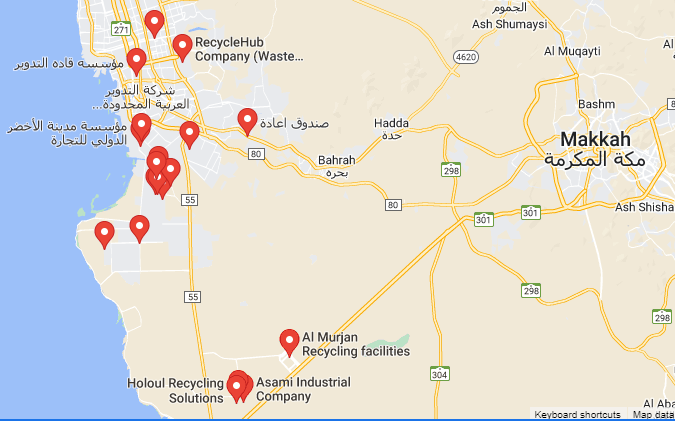 الحموم
Ash Shumaysi
271
RecycleHub
Company (Waste...
4620
Al Muqayti
مؤسسة قادة التدوير
شركة التدوير
العربية المحدودة...
Bashm
صندوق اعادة
Hadda
حدة
مؤسسة مدينة الأخضر
الدولي للتجارة
Makkah
مكة المكرمة
80
Bahrah
بحرة
298
55
80
301
301
Ash Shisha
298
55
298
Al Murjan
Recycling facilities
304
Holoul Recycling
Solutions
Asami Industrial
Company
Al Aba
Keyboard shortcuts
Map data